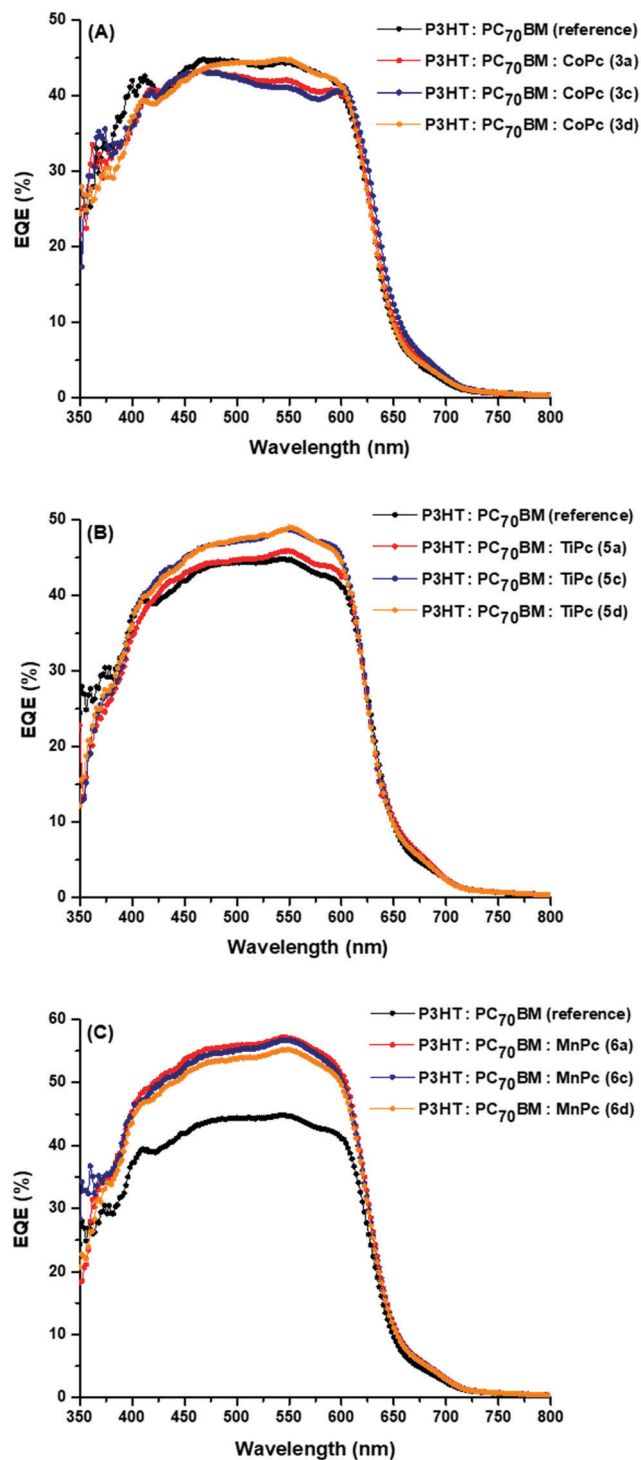 (A)
P3HT : PC70BM (reference)
P3HT : PC70BM : CoPc (3a)
P3HT : PC70BM : CoPc (3c)
P3HT : PC70BM : CoPc (3d)
EQE (%)
50
40
30
20
10
0
350 400 450 500 550 600 650 700 750 800
Wavelength (nm)
(B)
P3HT : PC70BM (reference)
P3HT : PC70BM : TiPc (5a)
P3HT : PC70BM : TiPc (5c)
P3HT : PC70BM : TiPc (5d)
EQE (%)
50
40
30
20
10
0
350 400 450 500 550 600 650 700 750 800
Wavelength (nm)
(C)
P3HT : PC70BM (reference)
P3HT : PC70BM : MnPc (6a)
P3HT : PC70BM : MnPc (6c)
P3HT : PC70BM : MnPc (6d)
EQE (%)
60
50
40
30
20
10
0
350 400 450 500 550 600 650 700 750 800
Wavelength (nm)